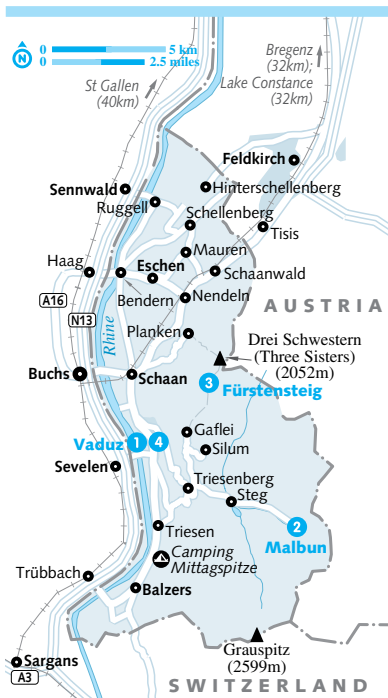 0 5 km
0 2.5 miles
N
Bregenz
(32km);
Lake Constance
(32km)
St Gallen
(40km)
Feldkirch
Sennwald
Hinterschellenberg
Ruggell
Schellenberg
Tisis
Mauren
Haag
Eschen
Schaanwald
Bendern
Nendeln
A16
AUSTRIA
N13
Rhine
Planken
Drei Schwestern
(Three Sisters)
(2052m)
Buchs
Schaan
3 Fürstensteig
Gaflei
Vaduz 1 4
Silum
Sevelen
Triesenberg
Steg
2
Malbun
Triesen
Camping
Mittagspitze
Trübbach
Balzers
Grauspitz
(2599m)
Sargans
A3
SWITZERLAND